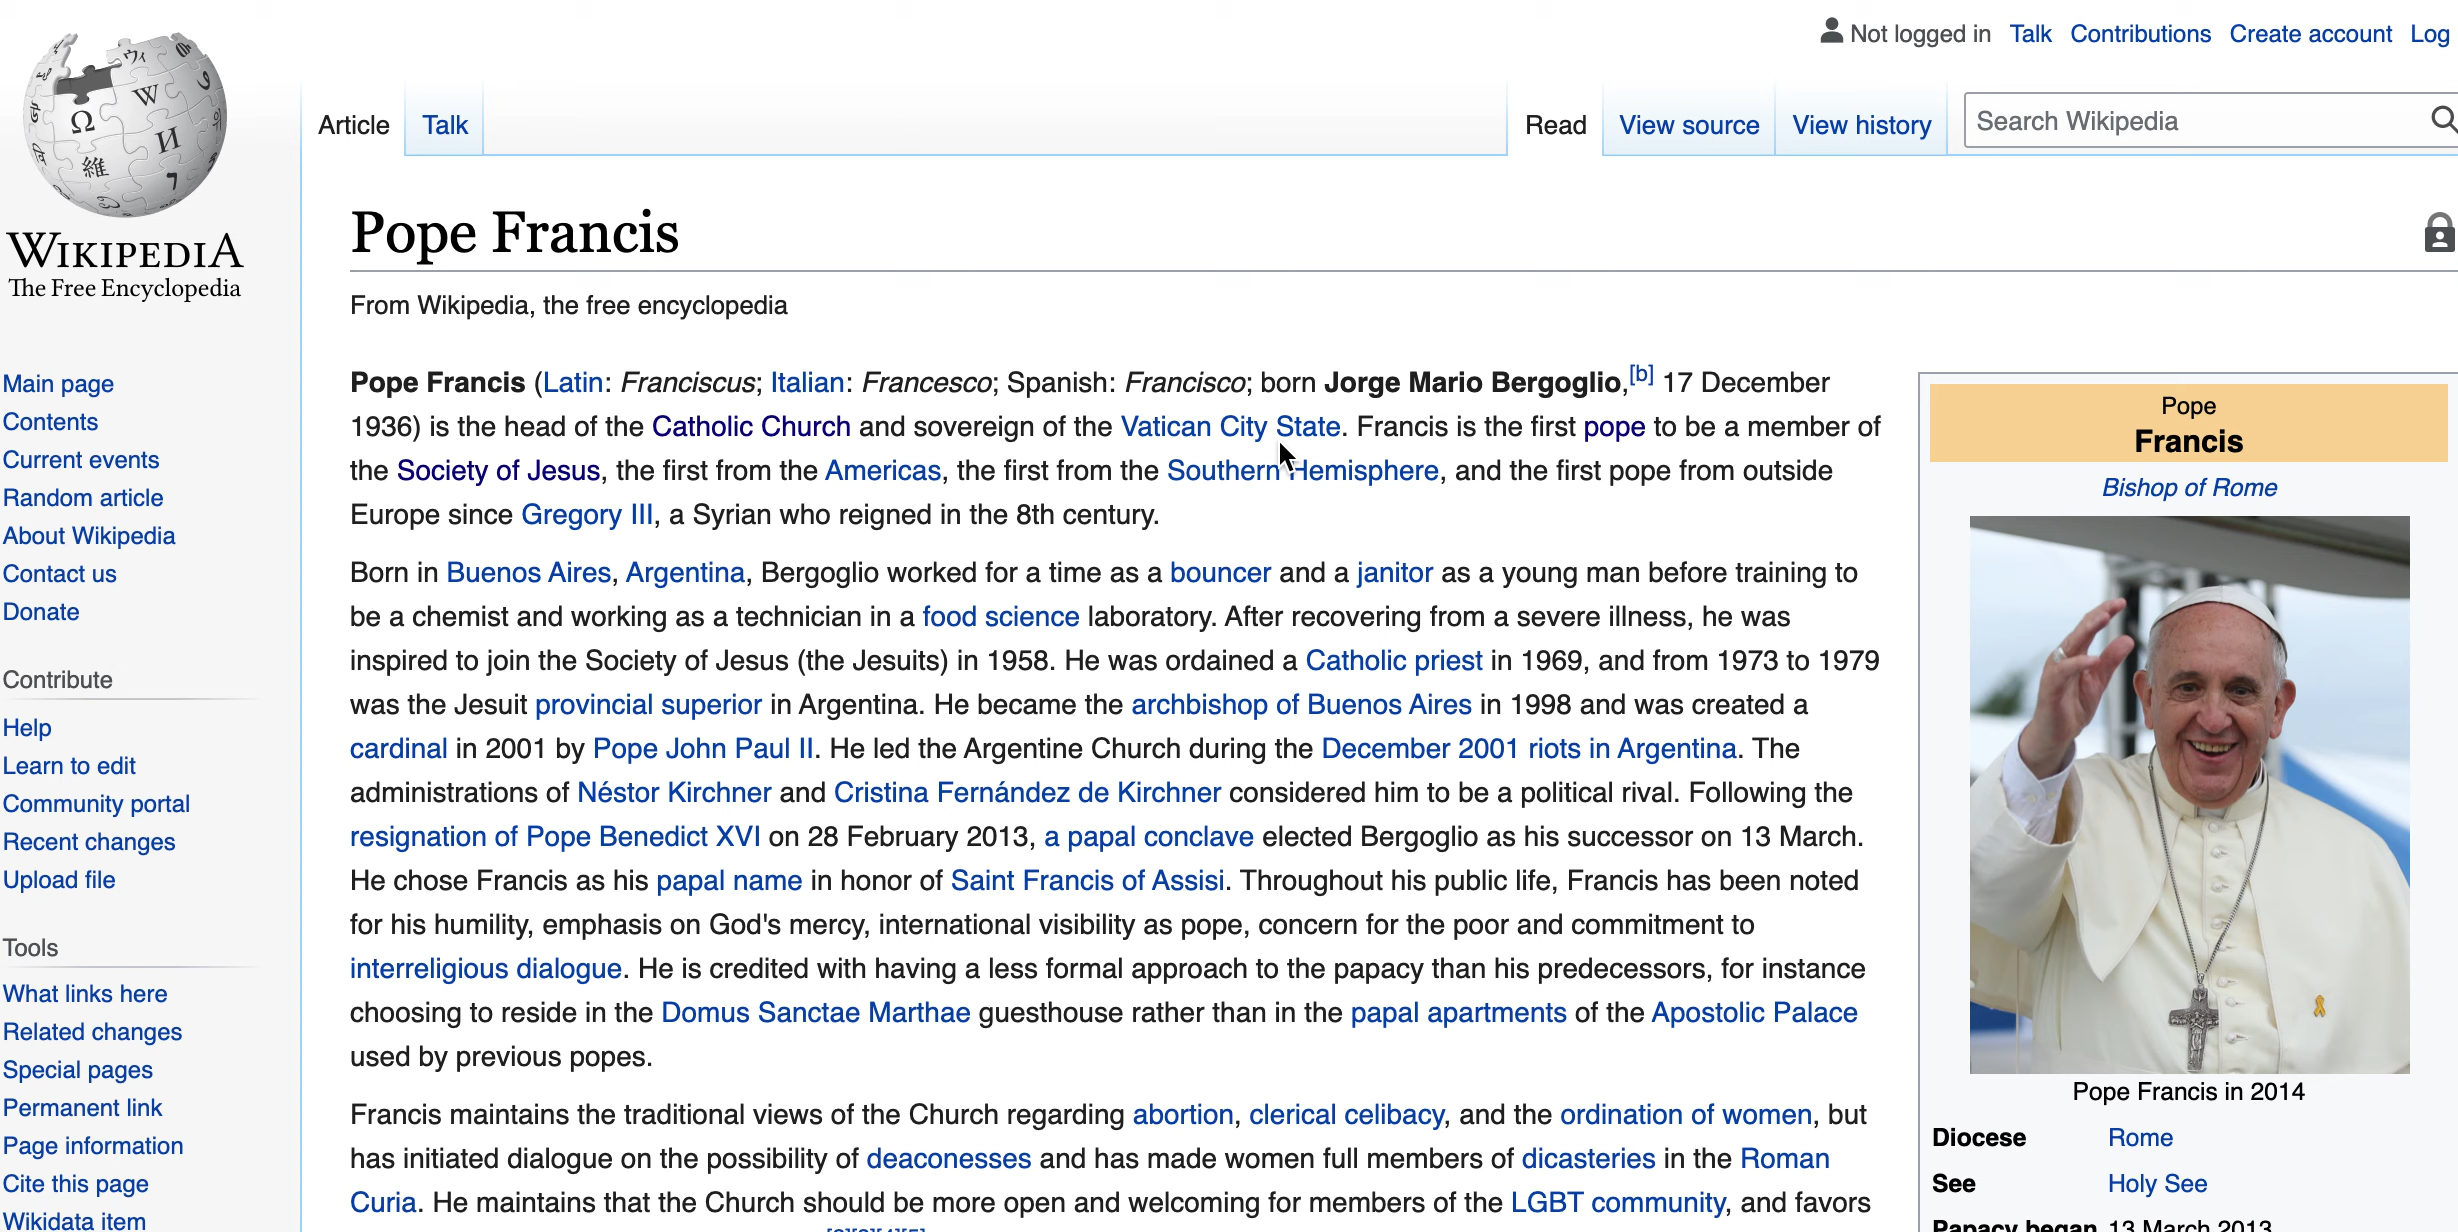 Not logged in Talk Contributions Create account Log
Article Talk Read View source View history Search Wikipedia
Ω W И 維 ウィ 7
WIKIPEDIA
The Free Encyclopedia
Main page
Contents
Current events
Random article
About Wikipedia
Contact us
Donate
Contribute
Help
Learn to edit
Community portal
Recent changes
Upload file
Tools
What links here
Related changes
Special pages
Permanent link
Page information
Cite this page
Wikidata item
Pope Francis
From Wikipedia, the free encyclopedia
Pope Francis (Latin: Franciscus; Italian: Francesco; Spanish: Francisco; born Jorge Mario Bergoglio,[b] 17 December
1936) is the head of the Catholic Church and sovereign of the Vatican City State. Francis is the first pope to be a member of
the Society of Jesus, the first from the Americas, the first from the Southern Hemisphere, and the first pope from outside
Europe since Gregory III, a Syrian who reigned in the 8th century.
Born in Buenos Aires, Argentina, Bergoglio worked for a time as a bouncer and a janitor as a young man before training to
be a chemist and working as a technician in a food science laboratory. After recovering from a severe illness, he was
inspired to join the Society of Jesus (the Jesuits) in 1958. He was ordained a Catholic priest in 1969, and from 1973 to 1979
was the Jesuit provincial superior in Argentina. He became the archbishop of Buenos Aires in 1998 and was created a
cardinal in 2001 by Pope John Paul II. He led the Argentine Church during the December 2001 riots in Argentina. The
administrations of Néstor Kirchner and Cristina Fernández de Kirchner considered him to be a political rival. Following the
resignation of Pope Benedict XVI on 28 February 2013, a papal conclave elected Bergoglio as his successor on 13 March.
He chose Francis as his papal name in honor of Saint Francis of Assisi. Throughout his public life, Francis has been noted
for his humility, emphasis on God's mercy, international visibility as pope, concern for the poor and commitment to
interreligious dialogue. He is credited with having a less formal approach to the papacy than his predecessors, for instance
choosing to reside in the Domus Sanctae Marthae guesthouse rather than in the papal apartments of the Apostolic Palace
used by previous popes.
Francis maintains the traditional views of the Church regarding abortion, clerical celibacy, and the ordination of women, but
has initiated dialogue on the possibility of deaconesses and has made women full members of dicasteries in the Roman
Curia. He maintains that the Church should be more open and welcoming for members of the LGBT community, and favors
Pope
Francis
Bishop of Rome
Pope Francis in 2014
Diocese Rome
See Holy See
Papacy began 13 March 2013